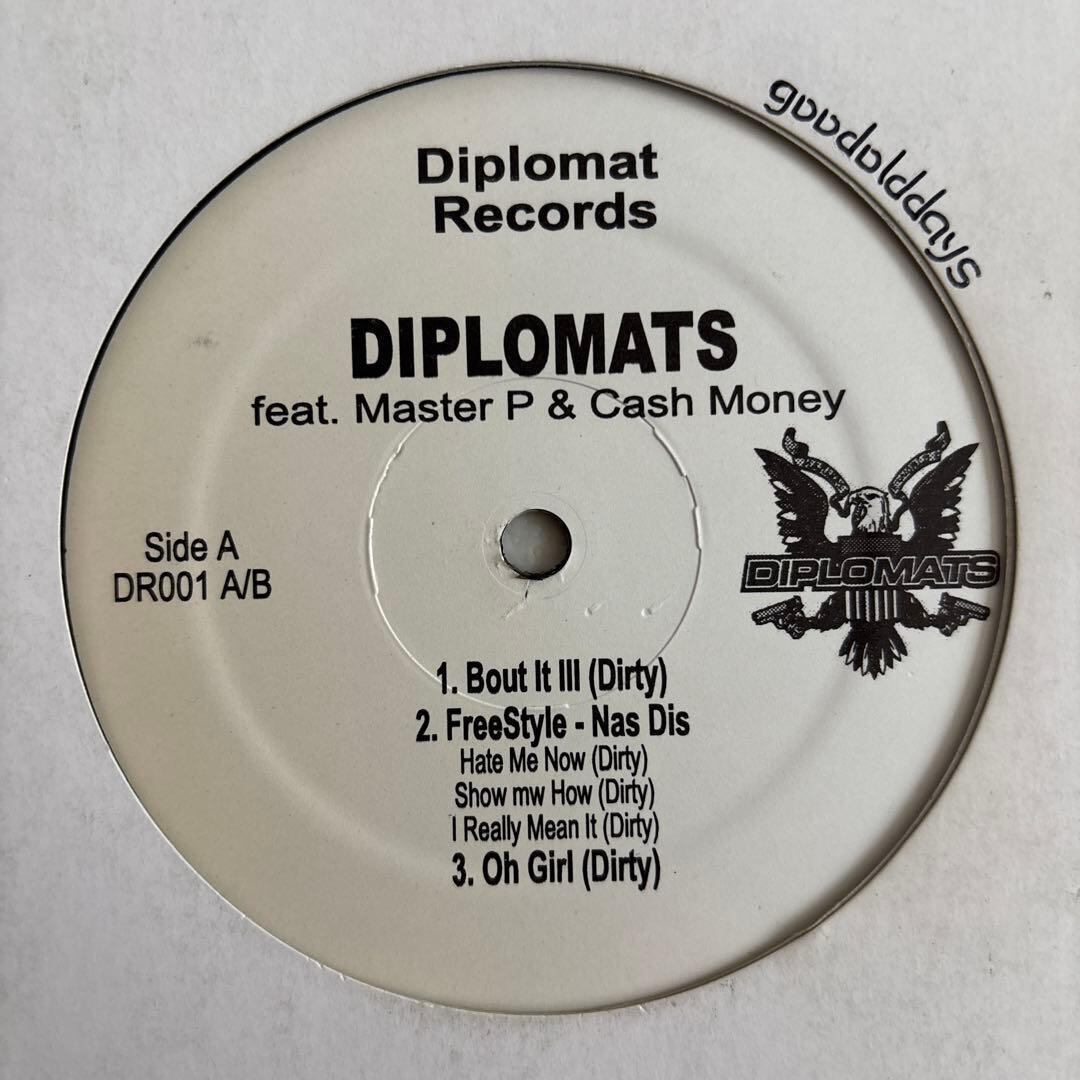 goodolddays
Diplomat
Records
DIPLOMATS
feat. Master P & Cash Money
DIPLOMATS
Side A
DR001 A/B
1. Bout It III (Dirty)
2. FreeStyle - Nas Dis
Hate Me Now (Dirty)
Show mw How (Dirty)
I Really Mean It (Dirty)
3. Oh Girl (Dirty)